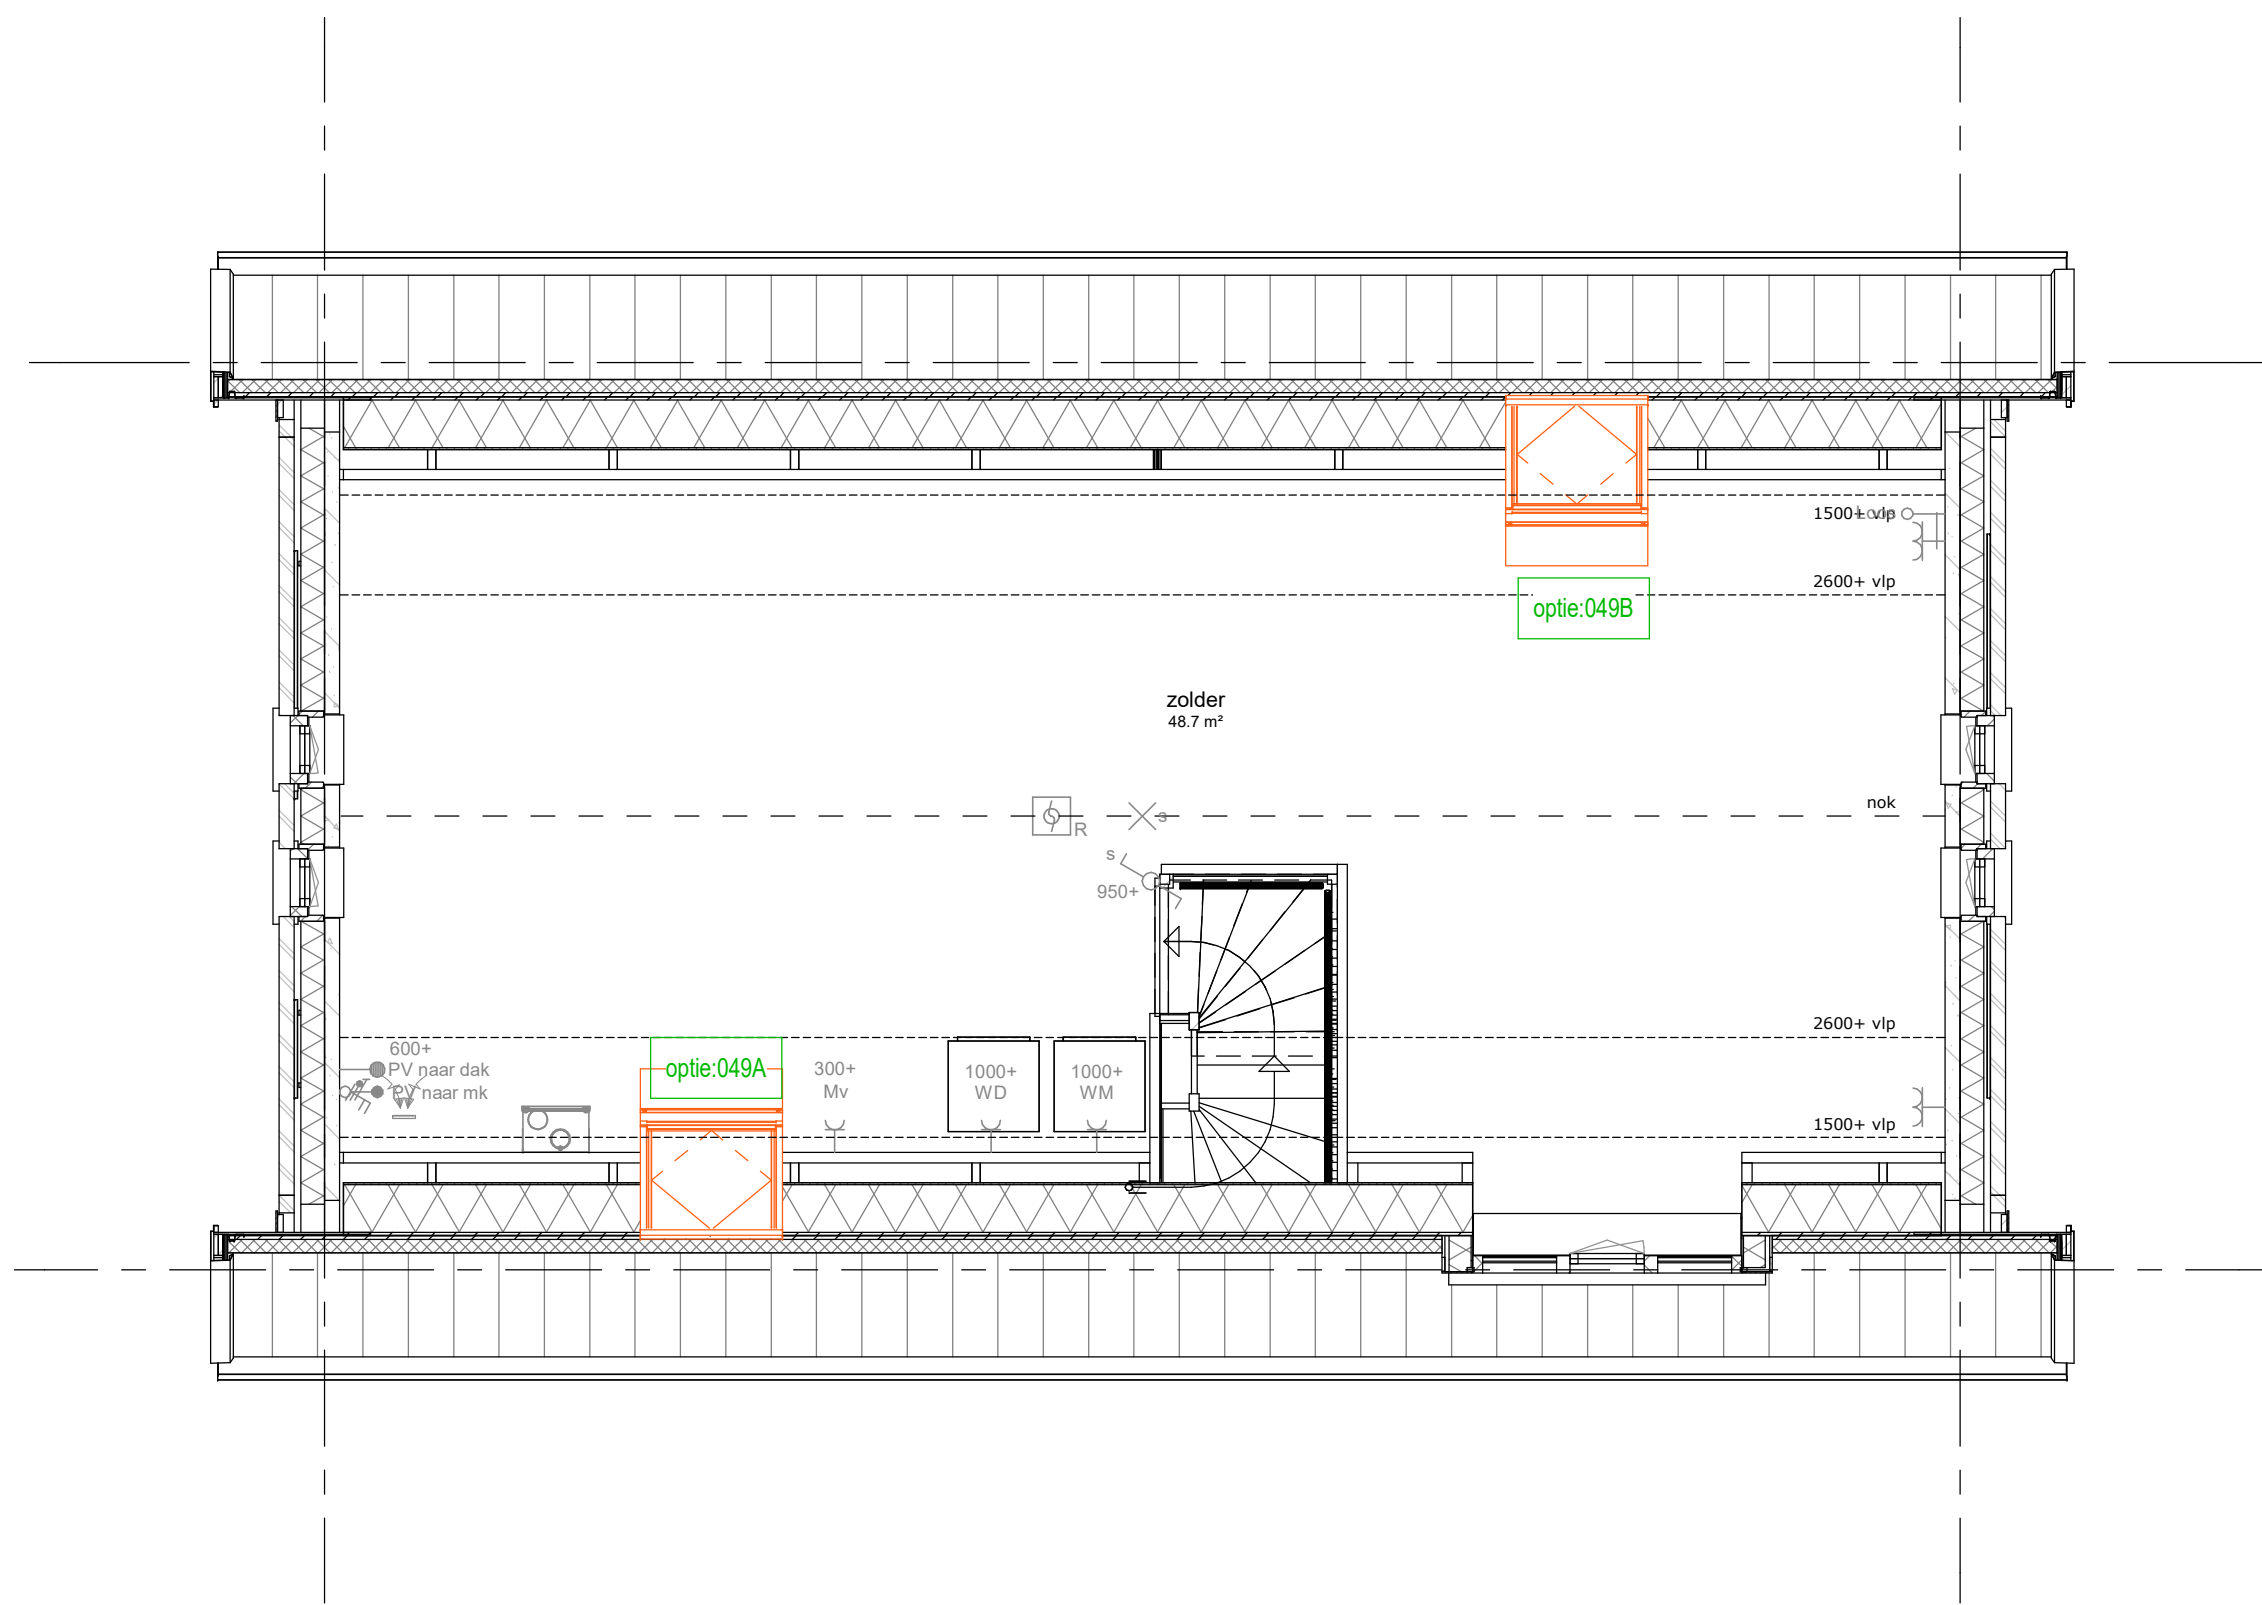 1500+ vlp
Loos
2600+ vlp
optie:049B
zolder
48.7 m²
nok
R
s
s
950+
2600+ vlp
600+
PV naar dak
PV naar mk
optie:049A
300+
Mv
1000+
WD
1000+
WM
1500+ vlp